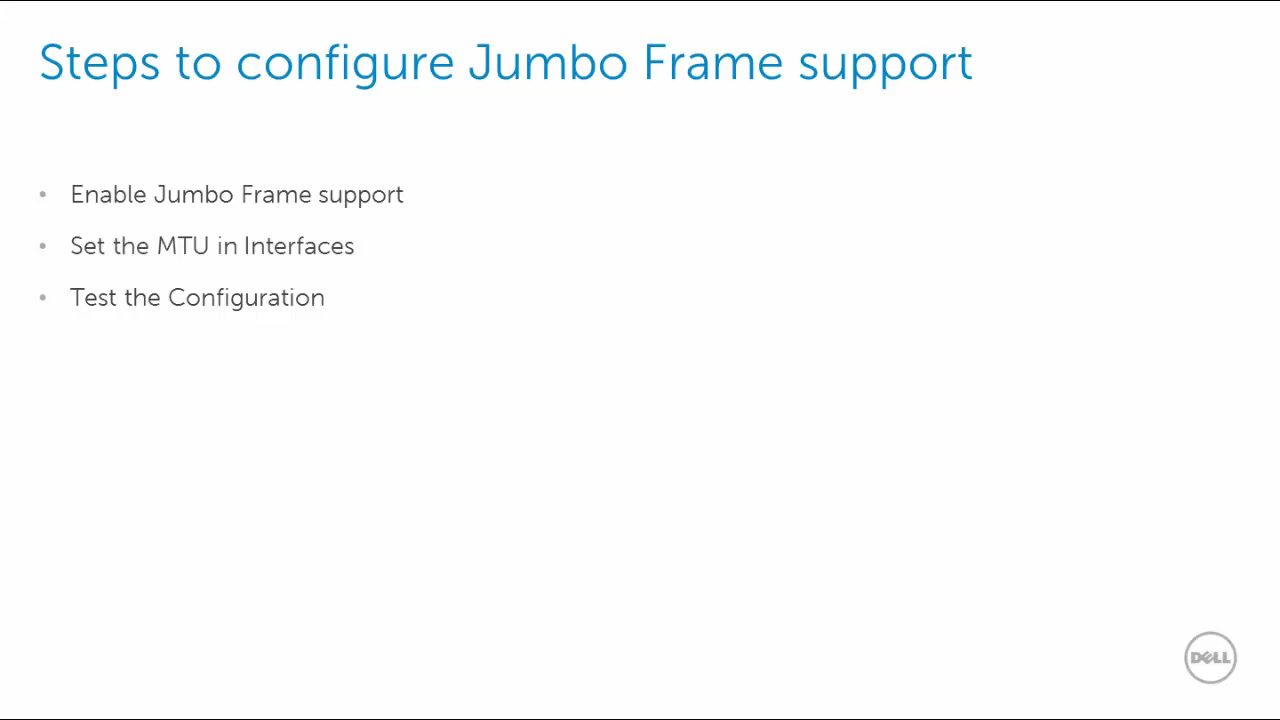 Steps to configure Jumbo Frame support
• Enable Jumbo Frame support
• Set the MTU in Interfaces
• Test the Configuration
DELL